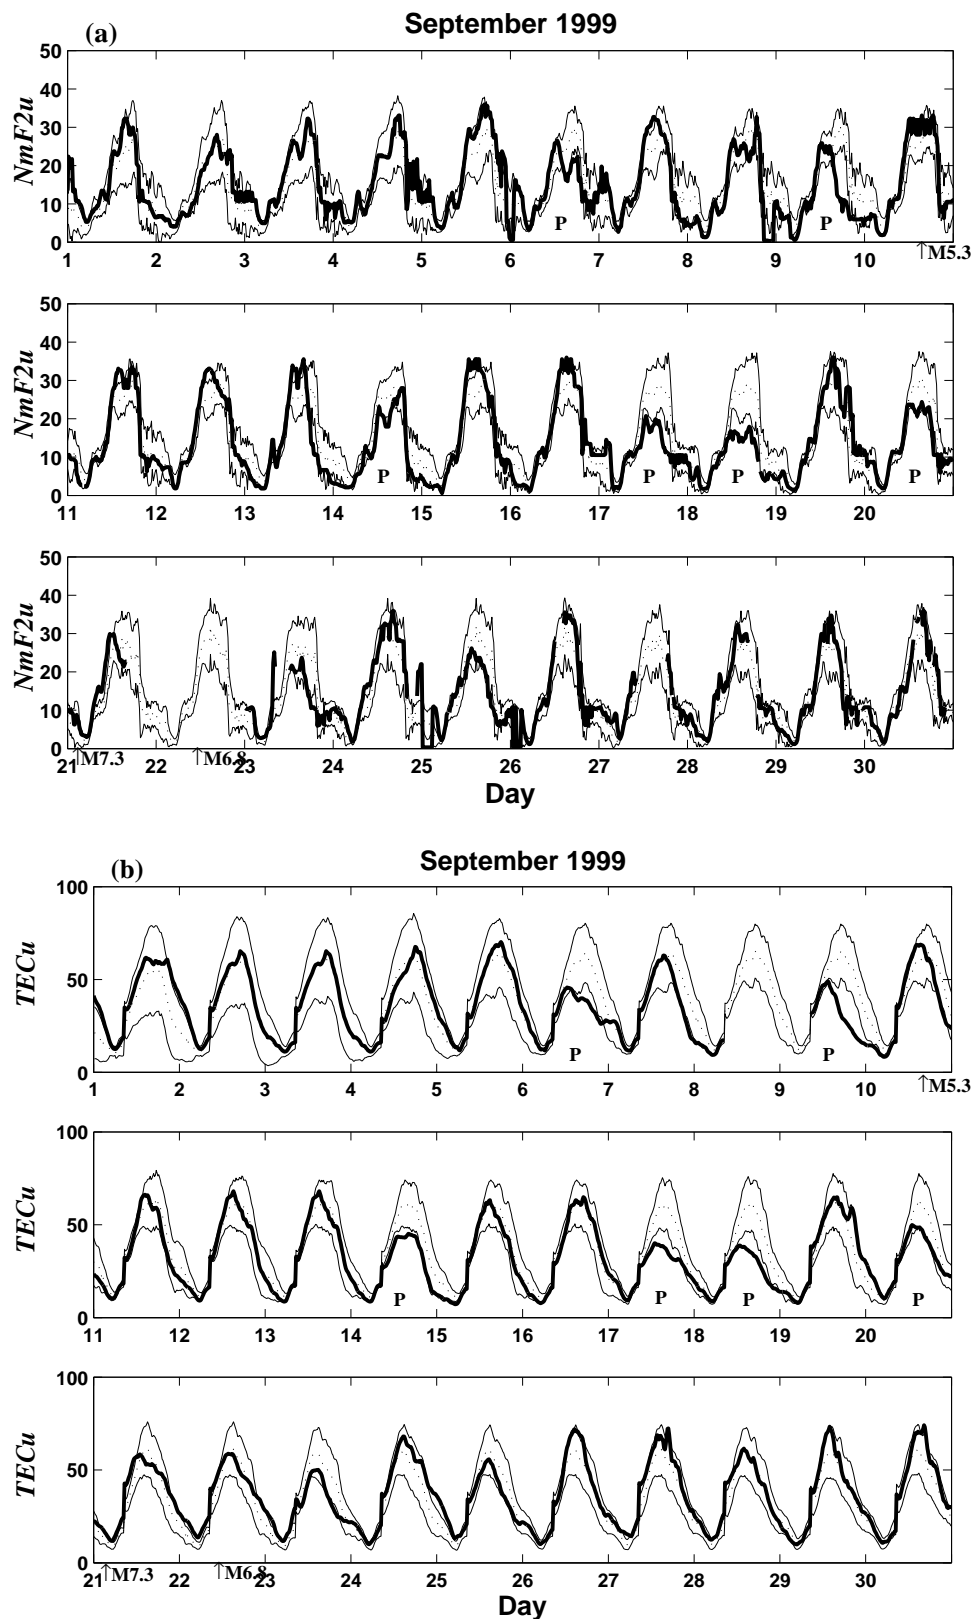 (a)
September 1999
NmF2u
50
40
30
20
10
0
P P
1 2 3 4 5 6 7 8 9 10
↑M5.3
NmF2u
50
40
30
20
10
0
P P P P
11 12 13 14 15 16 17 18 19 20
NmF2u
50
40
30
20
10
0
↑M7.3 ↑M6.8
21 22 23 24 25 26 27 28 29 30
Day
(b)
September 1999
TECu
100
50
0
P P
1 2 3 4 5 6 7 8 9 10
↑M5.3
TECu
100
50
0
P P P P
11 12 13 14 15 16 17 18 19 20
TECu
100
50
0
↑M7.3 ↑M6.8
21 22 23 24 25 26 27 28 29 30
Day